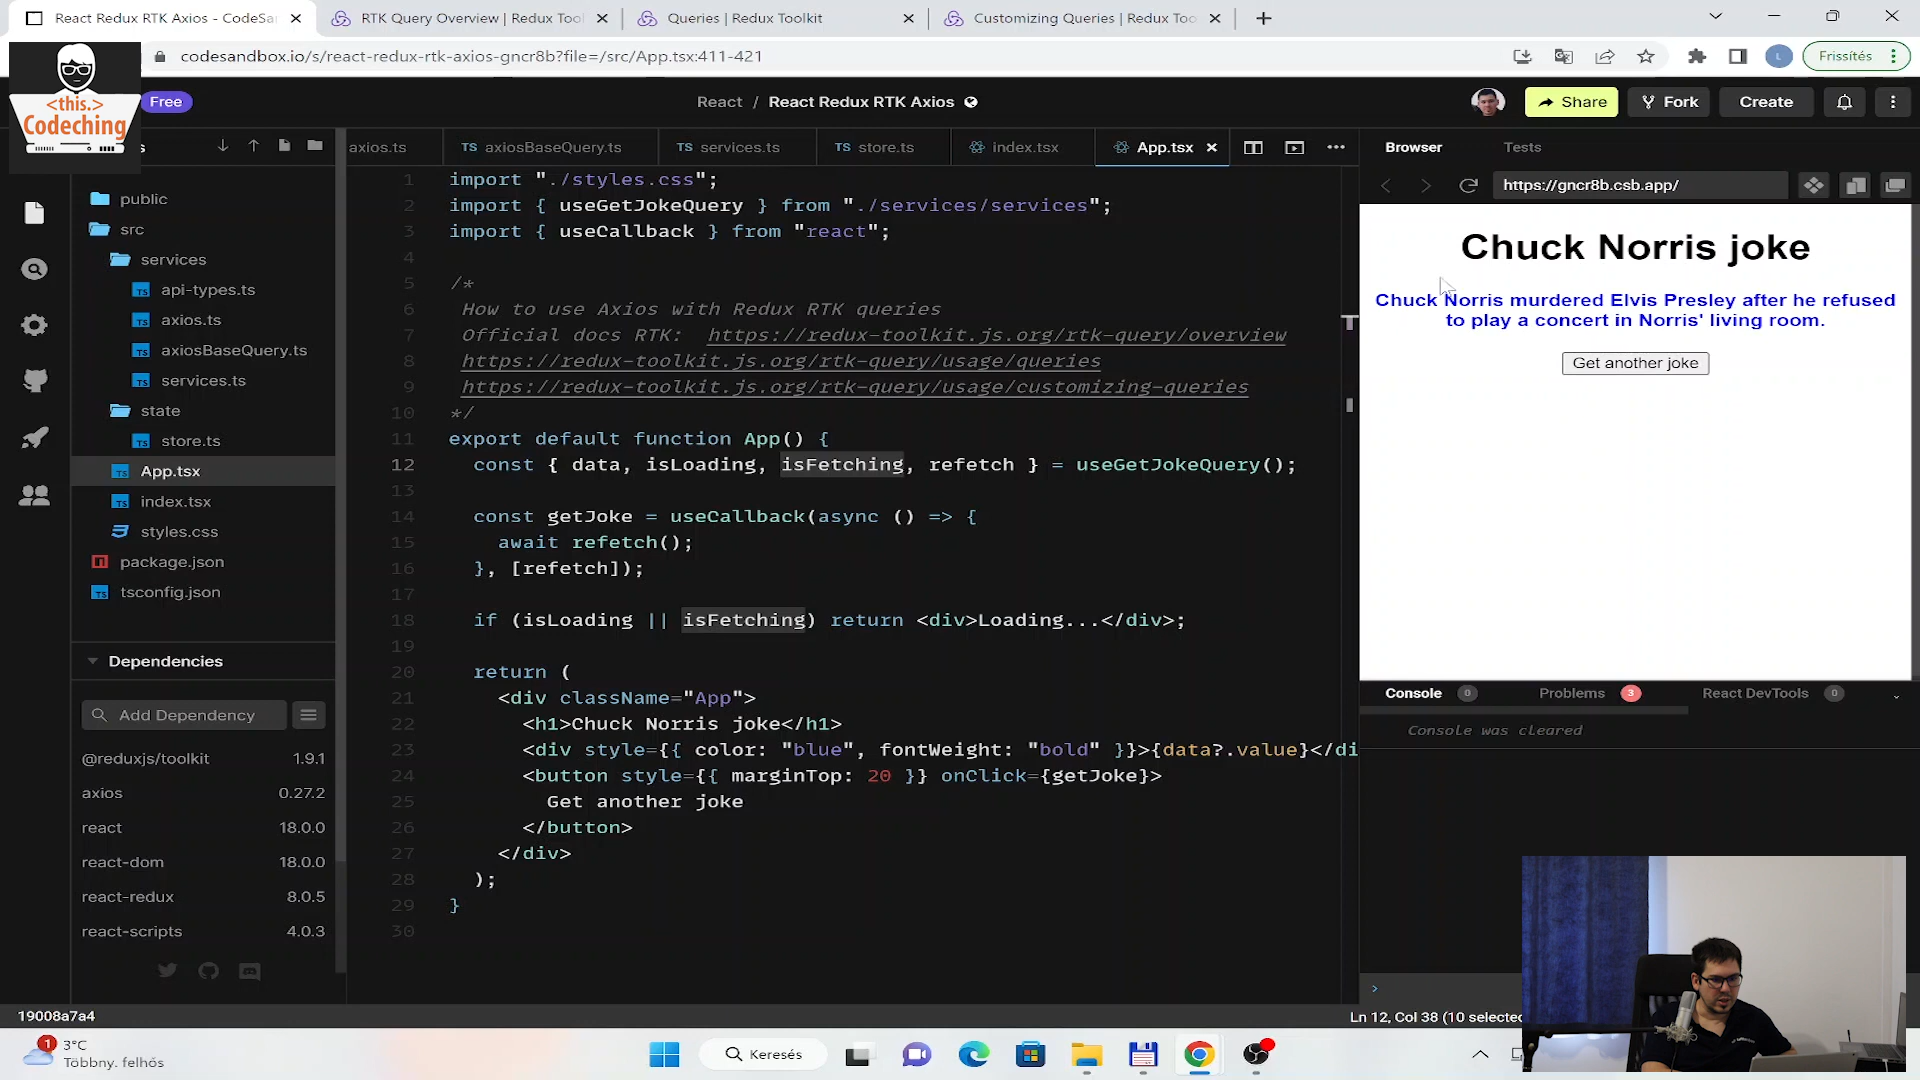 React Redux RTK Axios - CodeSa
RTK Query Overview | Redux Tool
Queries | Redux Toolkit
Customizing Queries | Redux Too
codesandbox.io/s/react-redux-rtk-axios-gncr8b?file=/src/App.tsx:411-421
Frissítés
<this.>
Codeching
Free
React / React Redux RTK Axios
Share
Fork
Create
axios.ts
axiosBaseQuery.ts
services.ts
store.ts
index.tsx
App.tsx
Browser
Tests
https://gncr8b.csb.app/
public
src
services
api-types.ts
axios.ts
axiosBaseQuery.ts
services.ts
state
store.ts
App.tsx
index.tsx
styles.css
package.json
tsconfig.json
Dependencies
Add Dependency
@reduxjs/toolkit 1.9.1
axios 0.27.2
react 18.0.0
react-dom 18.0.0
react-redux 8.0.5
react-scripts 4.0.3
1 import "./styles.css";
2 import { useGetJokeQuery } from "./services/services";
3 import { useCallback } from "react";
4
5 /*
6 How to use Axios with Redux RTK queries
7 Official docs RTK: https://redux-toolkit.js.org/rtk-query/overview
8 https://redux-toolkit.js.org/rtk-query/usage/queries
9 https://redux-toolkit.js.org/rtk-query/usage/customizing-queries
10 */
11 export default function App() {
12 const { data, isLoading, isFetching, refetch } = useGetJokeQuery();
13
14 const getJoke = useCallback(async () => {
15 await refetch();
16 }, [refetch]);
17
18 if (isLoading || isFetching) return <div>Loading...</div>;
19
20 return (
21 <div className="App">
22 <h1>Chuck Norris joke</h1>
23 <div style={{ color: "blue", fontWeight: "bold" }}>{data?.value}</di
24 <button style={{ marginTop: 20 }} onClick={getJoke}>
25 Get another joke
26 </button>
27 </div>
28 );
29 }
30
Chuck Norris joke
Chuck Norris murdered Elvis Presley after he refused
to play a concert in Norris' living room.
Get another joke
Console 0
Problems 3
React DevTools 0
Console was cleared
19008a7a4
Ln 12, Col 38 (10 selected
1
3°C
Többny. felhős
Keresés